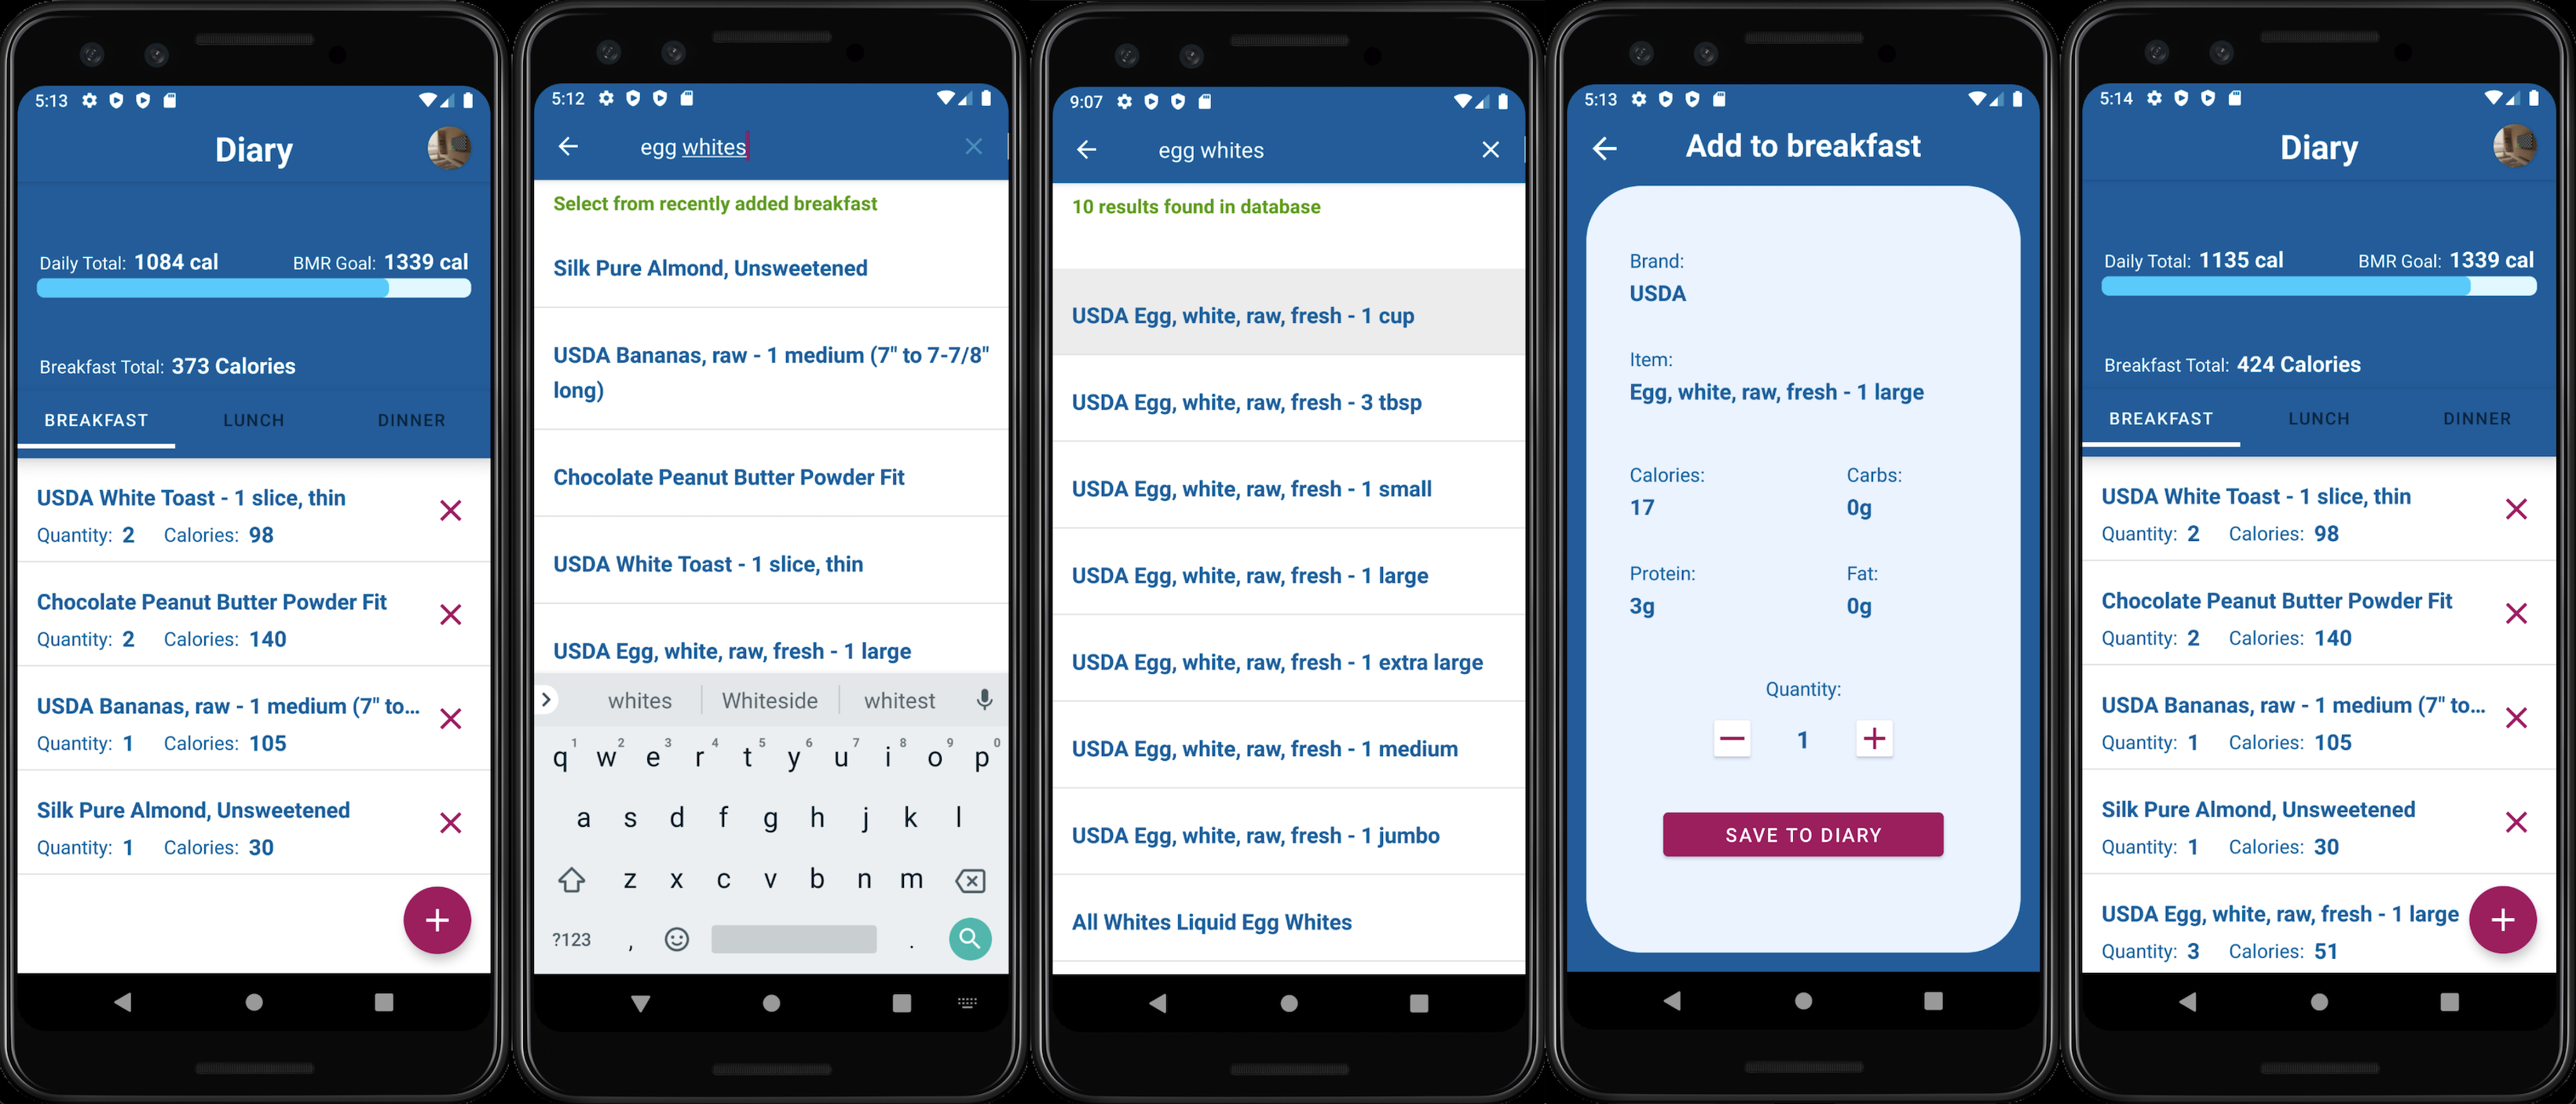 5:13
Diary
Daily Total: 1084 cal BMR Goal: 1339 cal
Breakfast Total: 373 Calories
BREAKFAST LUNCH DINNER
USDA White Toast - 1 slice, thin
Quantity: 2 Calories: 98
Chocolate Peanut Butter Powder Fit
Quantity: 2 Calories: 140
USDA Bananas, raw - 1 medium (7" to...
Quantity: 1 Calories: 105
Silk Pure Almond, Unsweetened
Quantity: 1 Calories: 30
5:12
egg whites
Select from recently added breakfast
Silk Pure Almond, Unsweetened
USDA Bananas, raw - 1 medium (7" to 7-7/8"
long)
Chocolate Peanut Butter Powder Fit
USDA White Toast - 1 slice, thin
USDA Egg, white, raw, fresh - 1 large
whites Whiteside whitest
q 1 w 2 e 3 r 4 t 5 y 6 u 7 i 8 o 9 p 0
a s d f g h j k l
z x c v b n m
?123 , .
9:07
egg whites
10 results found in database
USDA Egg, white, raw, fresh - 1 cup
USDA Egg, white, raw, fresh - 3 tbsp
USDA Egg, white, raw, fresh - 1 small
USDA Egg, white, raw, fresh - 1 large
USDA Egg, white, raw, fresh - 1 extra large
USDA Egg, white, raw, fresh - 1 medium
USDA Egg, white, raw, fresh - 1 jumbo
All Whites Liquid Egg Whites
5:13
Add to breakfast
Brand:
USDA
Item:
Egg, white, raw, fresh - 1 large
Calories: Carbs:
17 0g
Protein: Fat:
3g 0g
Quantity:
1
SAVE TO DIARY
5:14
Diary
Daily Total: 1135 cal BMR Goal: 1339 cal
Breakfast Total: 424 Calories
BREAKFAST LUNCH DINNER
USDA White Toast - 1 slice, thin
Quantity: 2 Calories: 98
Chocolate Peanut Butter Powder Fit
Quantity: 2 Calories: 140
USDA Bananas, raw - 1 medium (7" to...
Quantity: 1 Calories: 105
Silk Pure Almond, Unsweetened
Quantity: 1 Calories: 30
USDA Egg, white, raw, fresh - 1 large
Quantity: 3 Calories: 51